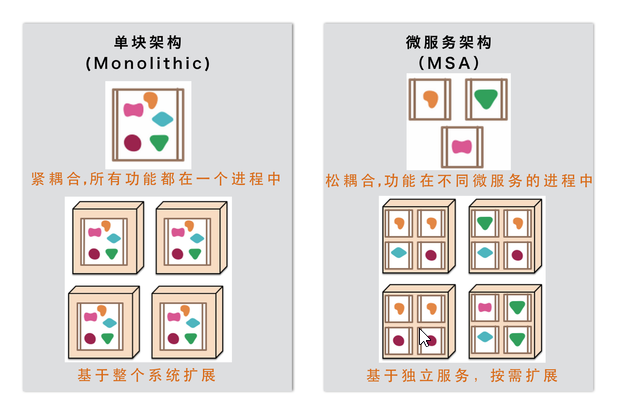 单块架构
(Monolithic)
紧耦合,所有功能都在一个进程中
基于整个系统扩展
微服务架构
(MSA)
松耦合,功能在不同微服务的进程中
基于独立服务，按需扩展